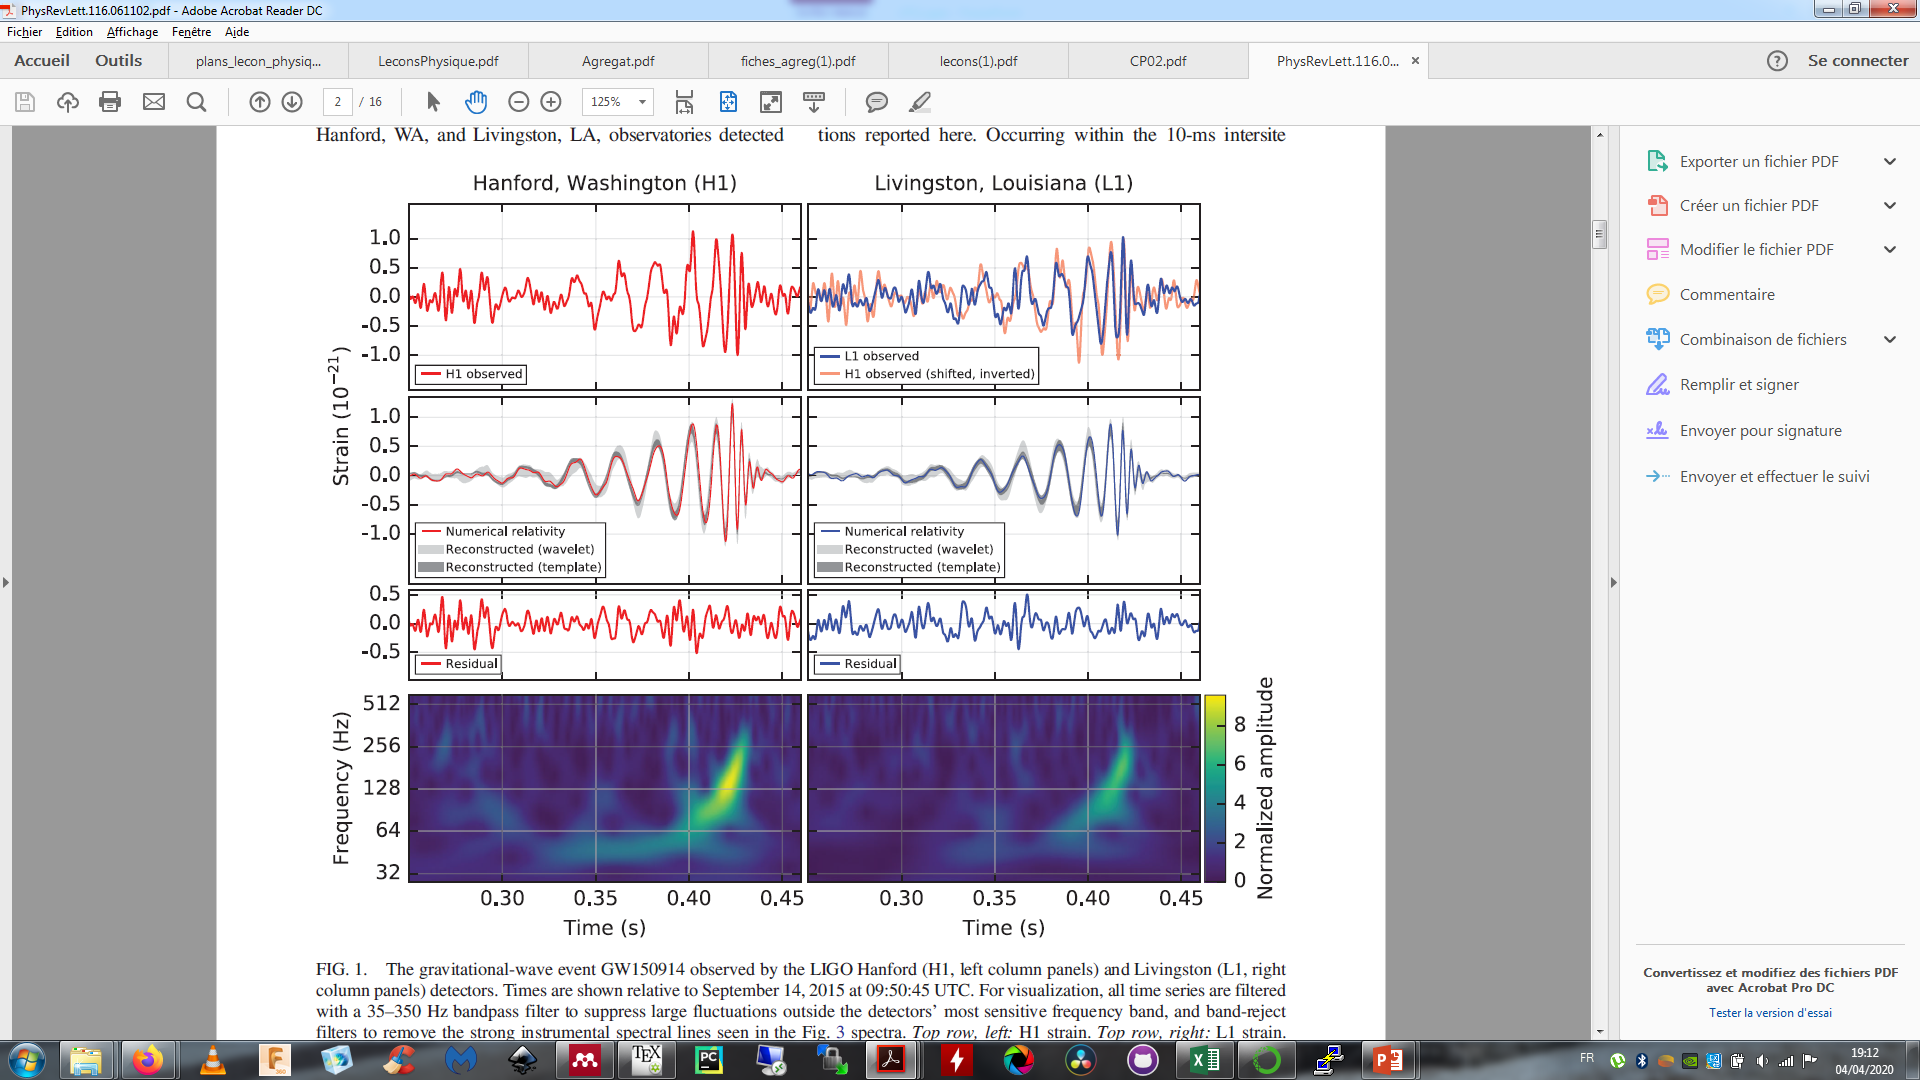 PhysRevLett.116.061102.pdf - Adobe Acrobat Reader DC
Fichier Edition Affichage Fenêtre Aide
Accueil Outils plans_lecon_physiq... LeconsPhysique.pdf Agregat.pdf fiches_agreg(1).pdf lecons(1).pdf CP02.pdf PhysRevLett.116.0... × Se connecter
2 / 16 125%
Hanford, WA, and Livingston, LA, observatories detected
tions reported here. Occurring within the 10-ms intersite
Hanford, Washington (H1)
Livingston, Louisiana (L1)
Strain (10⁻²¹)
1.0
0.5
0.0
-0.5
-1.0
H1 observed
L1 observed
H1 observed (shifted, inverted)
1.0
0.5
0.0
-0.5
-1.0
Numerical relativity
Reconstructed (wavelet)
Reconstructed (template)
Numerical relativity
Reconstructed (wavelet)
Reconstructed (template)
0.5
0.0
-0.5
Residual
Residual
Frequency (Hz)
512
256
128
64
32
Normalized amplitude
8
6
4
2
0
0.30 0.35 0.40 0.45
0.30 0.35 0.40 0.45
Time (s)
Time (s)
FIG. 1. The gravitational-wave event GW150914 observed by the LIGO Hanford (H1, left column panels) and Livingston (L1, right
column panels) detectors. Times are shown relative to September 14, 2015 at 09:50:45 UTC. For visualization, all time series are filtered
with a 35–350 Hz bandpass filter to suppress large fluctuations outside the detectors' most sensitive frequency band, and band-reject
filters to remove the strong instrumental spectral lines seen in the Fig. 3 spectra. Top row, left: H1 strain. Top row, right: L1 strain.
Exporter un fichier PDF
Créer un fichier PDF
Modifier le fichier PDF
Commentaire
Combinaison de fichiers
Remplir et signer
Envoyer pour signature
Envoyer et effectuer le suivi
Convertissez et modifiez des fichiers PDF
avec Acrobat Pro DC
Tester la version d'essai
FR
19:12
04/04/2020